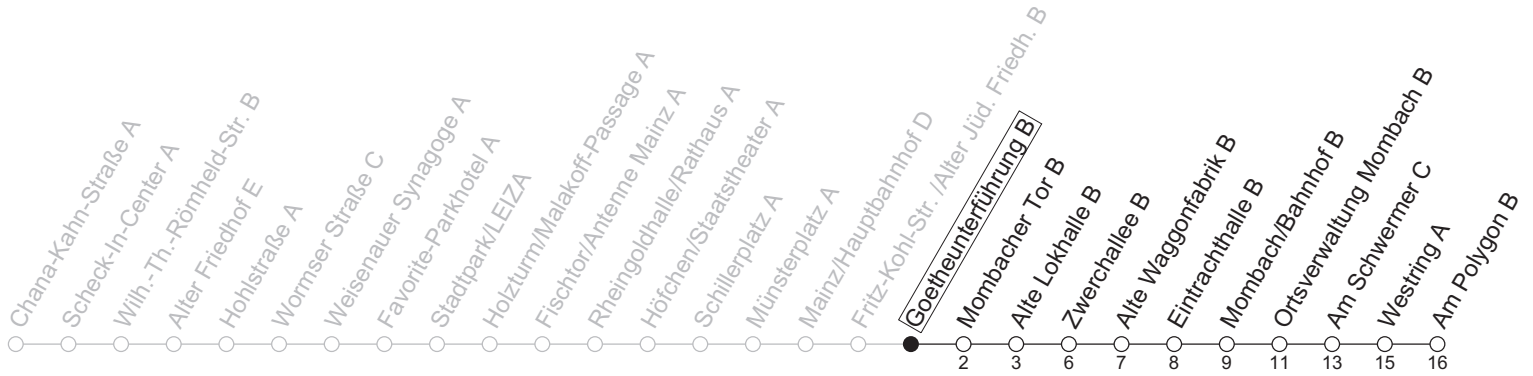 Chana-Kahn-Straße A
Scheck-In-Center A
Wilh.-Th.-Römheld-Str. B
Alter Friedhof E
Hohlstraße A
Wormser Straße C
Weisenauer Synagoge A
Favorite-Parkhotel A
Stadtpark/LEIZA
Holzturm/Malakoff-Passage A
Fischtor/Antenne Mainz A
Rheingoldhalle/Rathaus A
Höfchen/Staatstheater A
Schillerplatz A
Münsterplatz A
Mainz/Hauptbahnhof D
Fritz-Kohl-Str. /Alter Jüd. Friedh. B
Goetheunterführung B
Mombacher Tor B
Alte Lokhalle B
Zwerchallee B
Alte Waggonfabrik B
Eintrachthalle B
Mombach/Bahnhof B
Ortsverwaltung Mombach B
Am Schwermer C
Westring A
Am Polygon B
2 3 6 7 8 9 11 13 15 16